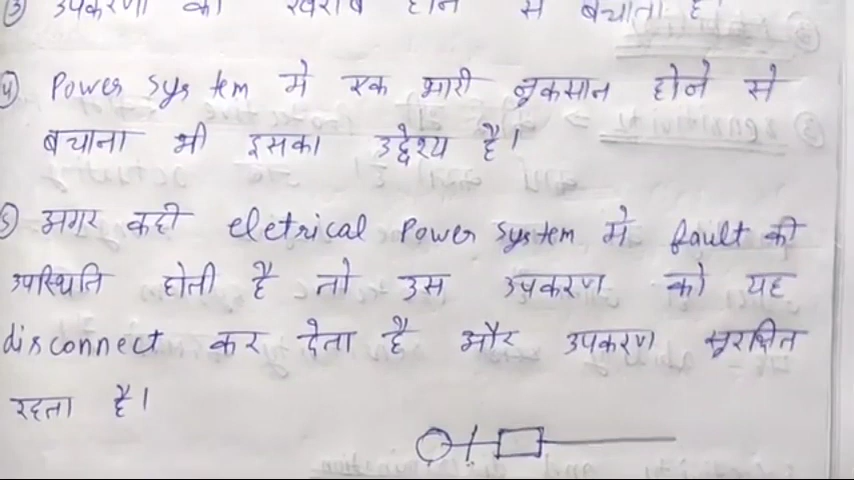 ③ उपकरणों को खराब होने से बचाता है
④ Power System मे एक भारी नुकसान होने से
बचाना भी इसका उद्देश्य है।
⑤ अगर कही eletrical Power System मे fault की
उपस्थिति होती है तो उस उपकरण को यह
disconnect कर देता है और उपकरण सुरक्षित
रहता है।